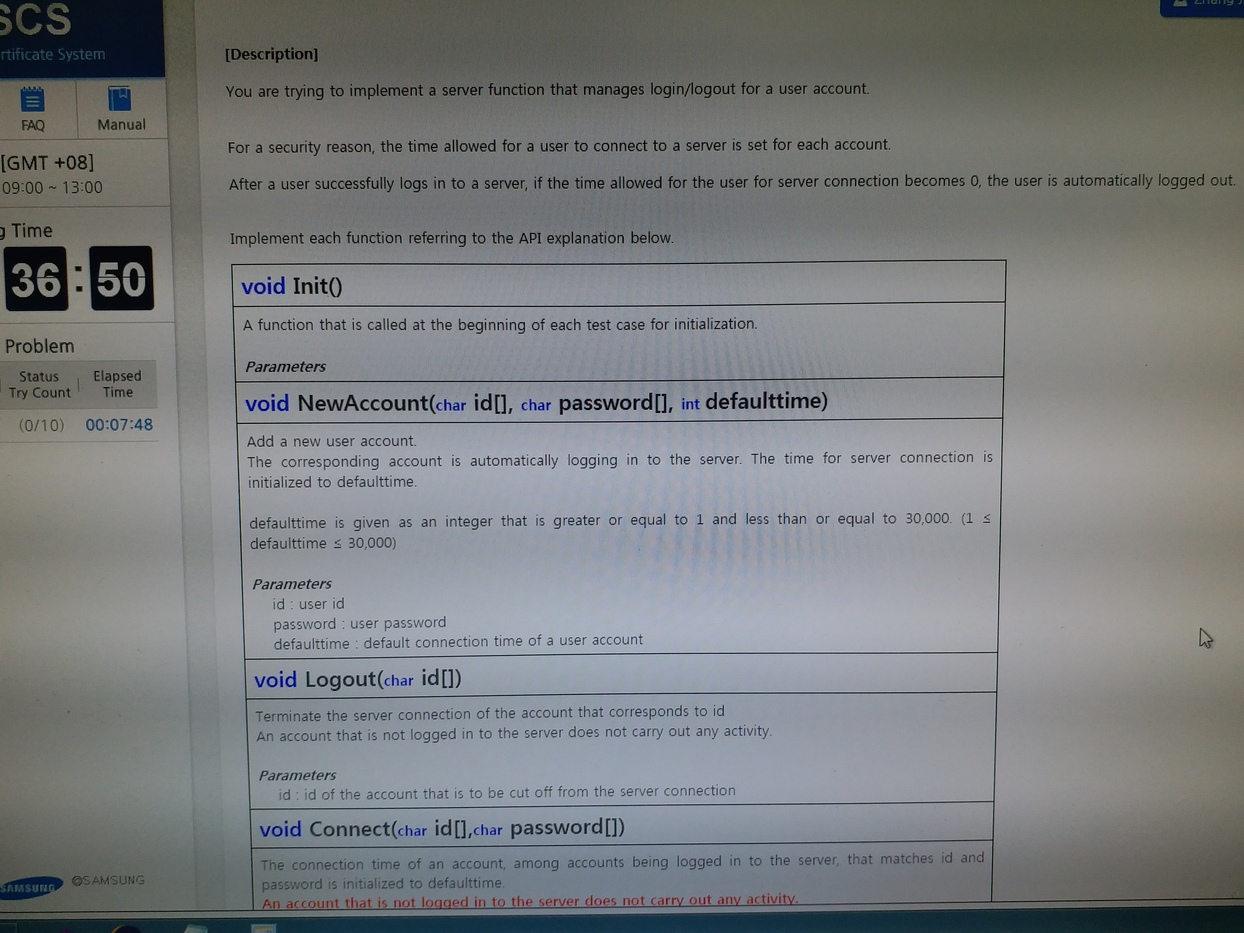 SCS
rtificate System
FAQ
Manual
[GMT +08]
09:00 ~ 13:00
g Time
36:50
Problem
Status
Try Count
Elapsed
Time
(0/10)
00:07:48
SAMSUNG
©SAMSUNG
Zhang
[Description]
You are trying to implement a server function that manages login/logout for a user account.
For a security reason, the time allowed for a user to connect to a server is set for each account.
After a user successfully logs in to a server, if the time allowed for the user for server connection becomes 0, the user is automatically logged out.
Implement each function referring to the API explanation below.
void Init()
A function that is called at the beginning of each test case for initialization.
Parameters
void NewAccount(char id[], char password[], int defaulttime)
Add a new user account.
The corresponding account is automatically logging in to the server. The time for server connection is
initialized to defaulttime.
defaulttime is given as an integer that is greater or equal to 1 and less than or equal to 30,000. (1 ≤
defaulttime ≤ 30,000)
Parameters
id : user id
password : user password
defaulttime : default connection time of a user account
void Logout(char id[])
Terminate the server connection of the account that corresponds to id
An account that is not logged in to the server does not carry out any activity.
Parameters
id : id of the account that is to be cut off from the server connection
void Connect(char id[],char password[])
The connection time of an account, among accounts being logged in to the server, that matches id and
password is initialized to defaulttime.
An account that is not logged in to the server does not carry out any activity.